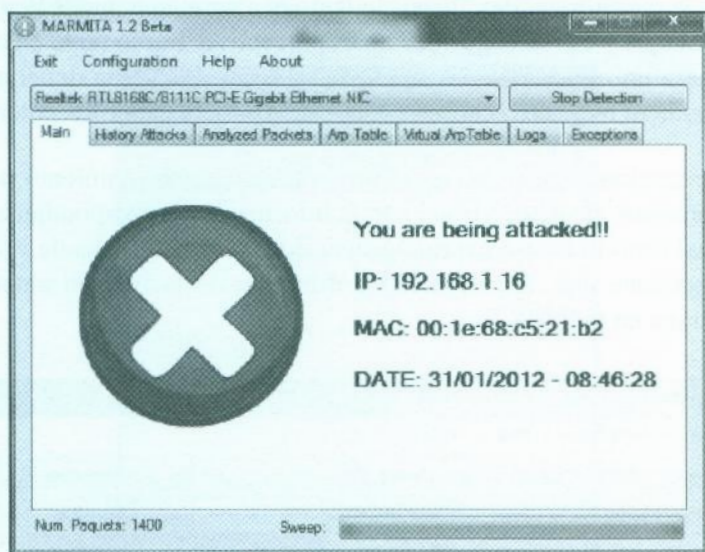 MARMITA 1.2 Beta
Exit Configuration Help About
Realtek RTL8168C/8111C PCI-E Gigabit Ethernet NIC
Stop Detection
Main History Attacks Analyzed Packets Arp Table Virtual ArpTable Logs Exceptions
You are being attacked!!
IP: 192.168.1.16
MAC: 00:1e:68:c5:21:b2
DATE: 31/01/2012 - 08:46:28
Num. Paquets: 1400
Sweep: